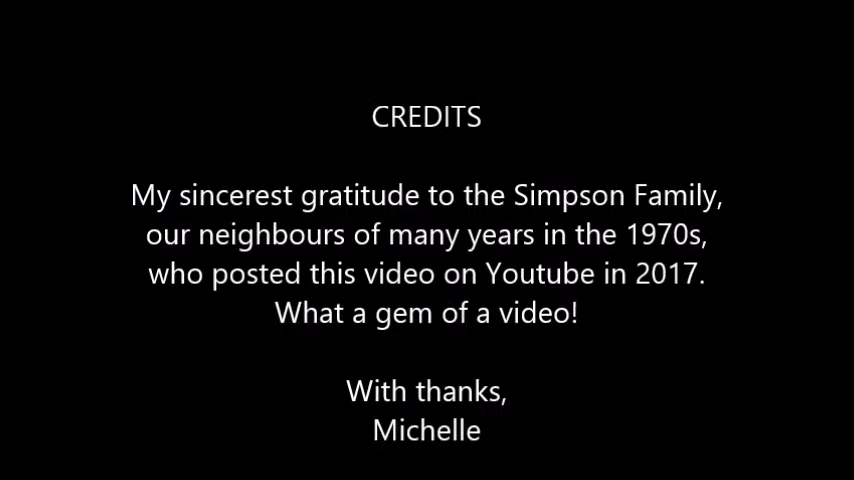 CREDITS
My sincerest gratitude to the Simpson Family,
our neighbours of many years in the 1970s,
who posted this video on Youtube in 2017.
What a gem of a video!
With thanks,
Michelle